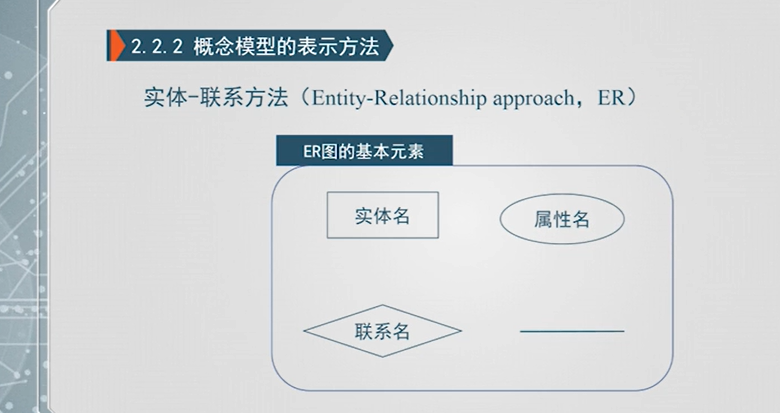 2.2.2 概念模型的表示方法
实体-联系方法（Entity-Relationship approach，ER）
ER图的基本元素
实体名
属性名
联系名